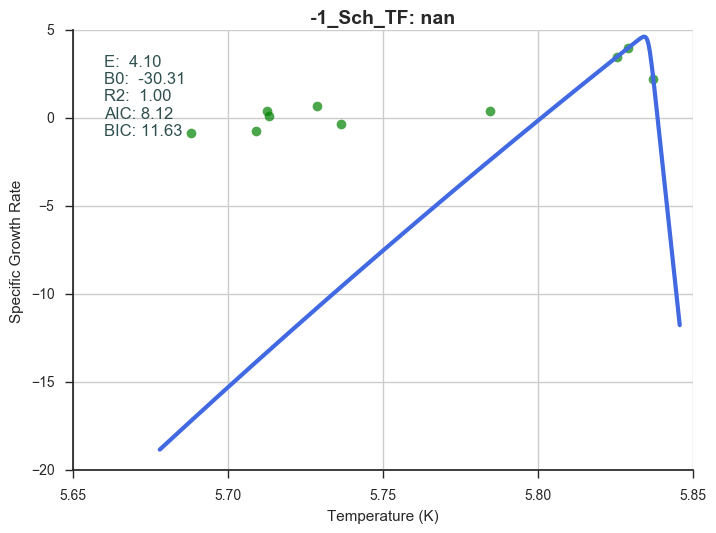 -1_Sch_TF: nan
E:  4.10
B0:  -30.31
R2:  1.00
AIC: 8.12
BIC: 11.63
5
0
−5
−10
−15
−20
Specific Growth Rate
5.65 5.70 5.75 5.80 5.85
Temperature (K)